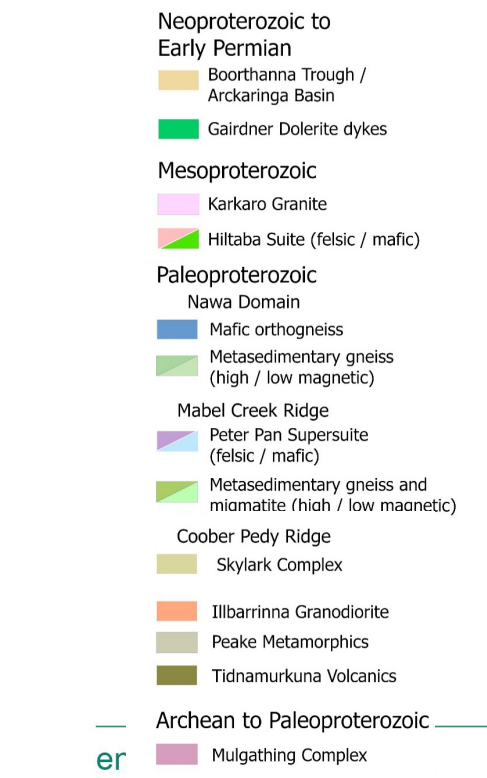 Neoproterozoic to
Early Permian
Boorthanna Trough /
Arckaringa Basin
Gairdner Dolerite dykes
Mesoproterozoic
Karkaro Granite
Hiltaba Suite (felsic / mafic)
Paleoproterozoic
Nawa Domain
Mafic orthogneiss
Metasedimentary gneiss
(high / low magnetic)
Mabel Creek Ridge
Peter Pan Supersuite
(felsic / mafic)
Metasedimentary gneiss and
migmatite (high / low magnetic)
Coober Pedy Ridge
Skylark Complex
Illbarrinna Granodiorite
Peake Metamorphics
Tidnamurkuna Volcanics
Archean to Paleoproterozoic
er
Mulgathing Complex